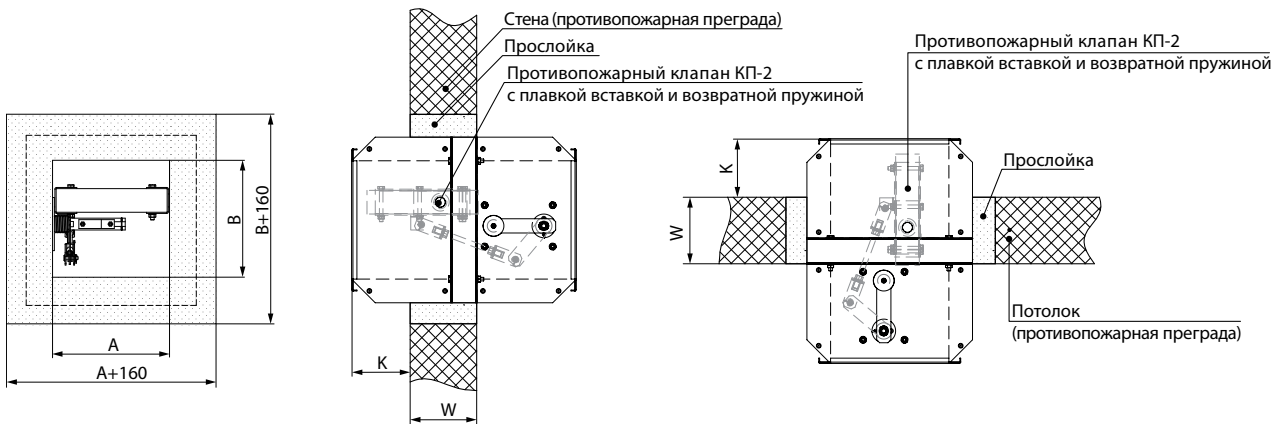 Стена (противопожарная преграда)
Прослойка
Противопожарный клапан КП-2
с плавкой вставкой и возвратной пружиной
B
B+160
A
A+160
K
W
Противопожарный клапан КП-2
с плавкой вставкой и возвратной пружиной
K
Прослойка
W
Потолок
(противопожарная преграда)